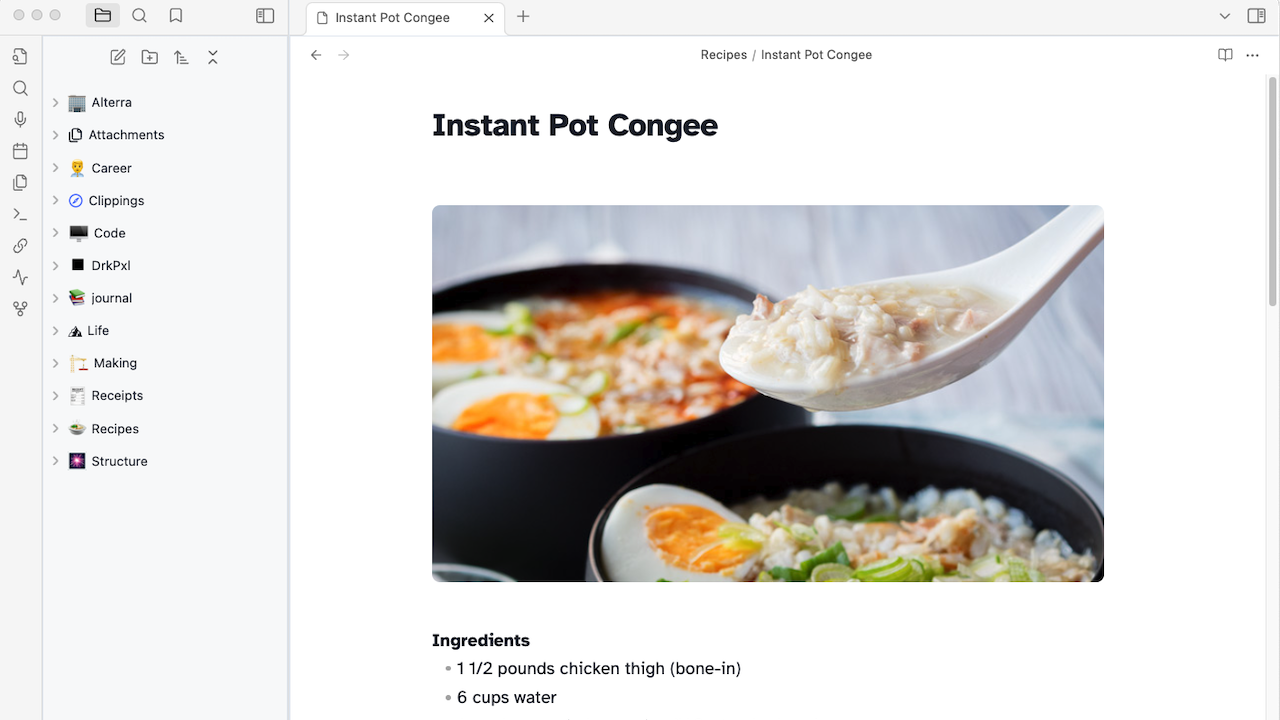 Instant Pot Congee
Recipes / Instant Pot Congee
Alterra
Attachments
Career
Clippings
Code
DrkPxl
journal
Life
Making
Receipts
Recipes
Structure
Instant Pot Congee
Ingredients
1 1/2 pounds chicken thigh (bone-in)
6 cups water